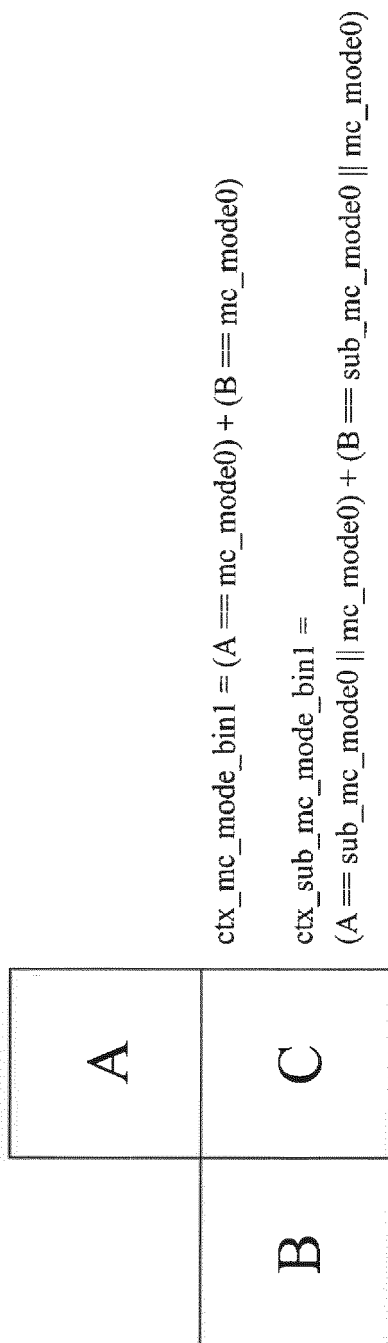 A
B C
ctx_mc_mode_bin1 = (A == mc_mode0) + (B == mc_mode0)
ctx_sub_mc_mode_bin1 =
(A == sub_mc_mode0 || mc_mode0) + (B == sub_mc_mode0 || mc_mode0)